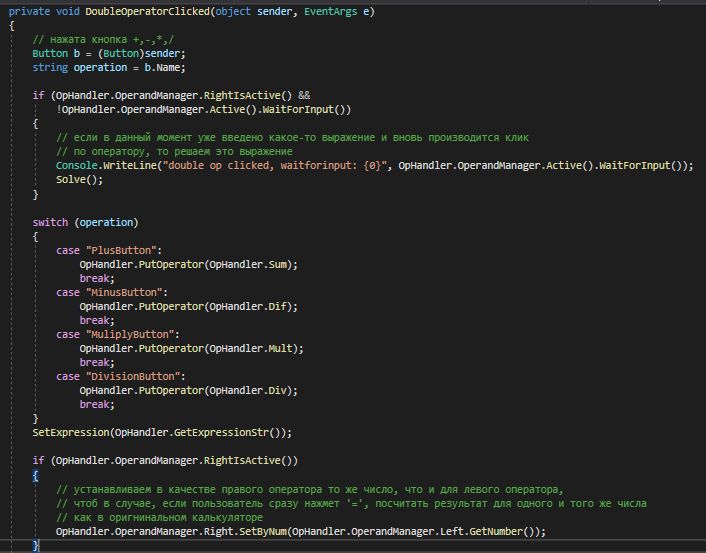 private void DoubleOperatorClicked(object sender, EventArgs e)
{
// нажата кнопка +,-,*,/
Button b = (Button)sender;
string operation = b.Name;
if (OpHandler.OperandManager.RightIsActive() &&
!OpHandler.OperandManager.Active().WaitForInput())
{
// если в данный момент уже введено какое-то выражение и вновь производится клик
// по оператору, то решаем это выражение
Console.WriteLine("double op clicked, waitforinput: {0}", OpHandler.OperandManager.Active().WaitForInput());
Solve();
}
switch (operation)
{
case "PlusButton":
OpHandler.PutOperator(OpHandler.Sum);
break;
case "MinusButton":
OpHandler.PutOperator(OpHandler.Dif);
break;
case "MuliplyButton":
OpHandler.PutOperator(OpHandler.Mult);
break;
case "DivisionButton":
OpHandler.PutOperator(OpHandler.Div);
break;
}
SetExpression(OpHandler.GetExpressionStr());
if (OpHandler.OperandManager.RightIsActive())
{
// устанавливаем в качестве правого оператора то же число, что и для левого оператора,
// чтоб в случае, если пользователь сразу нажмет '=', посчитать результат для одного и того же числа
// как в оригнинальном калькуляторе
OpHandler.OperandManager.Right.SetByNum(OpHandler.OperandManager.Left.GetNumber());
}